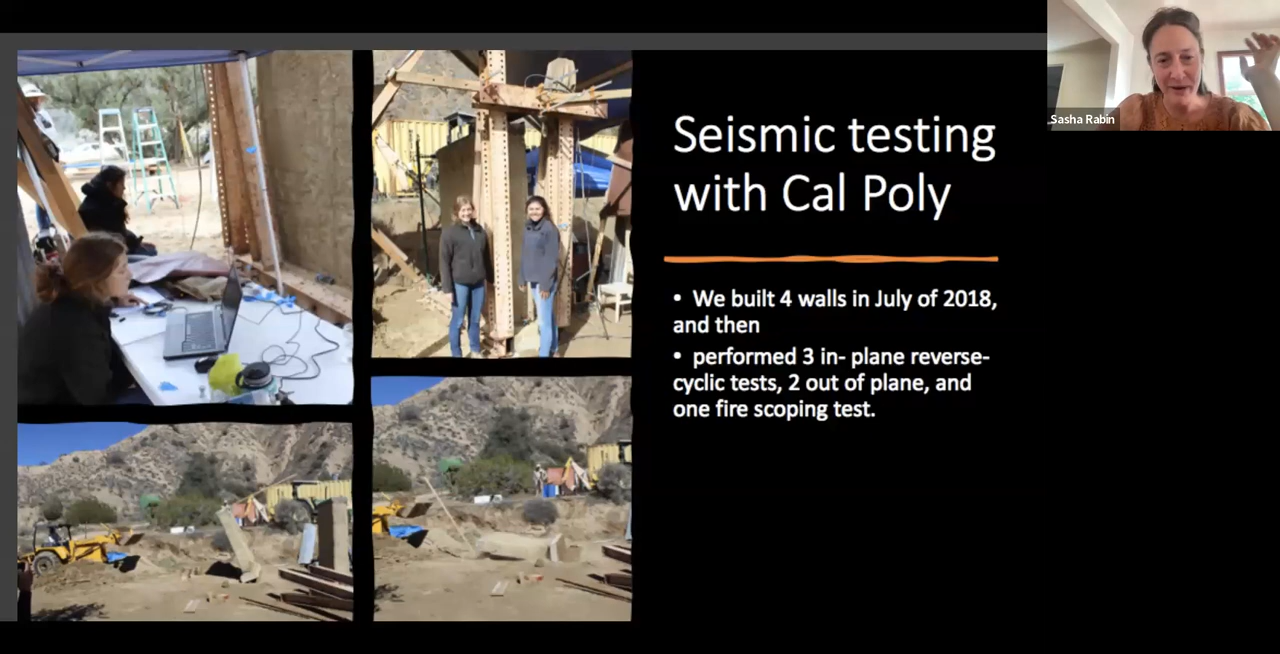 Sasha Rabin
Seismic testing
with Cal Poly
• We built 4 walls in July of 2018,
and then
• performed 3 in- plane reverse-
cyclic tests, 2 out of plane, and
one fire scoping test.